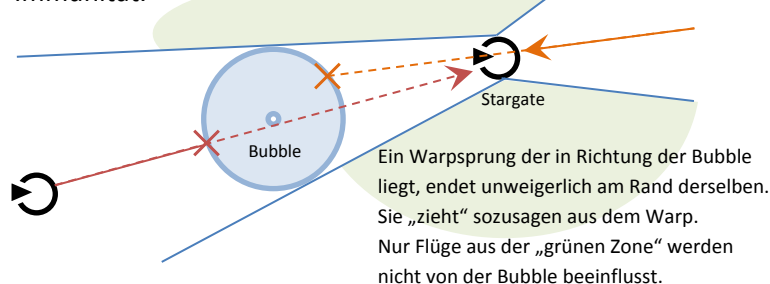 Immunität.
Stargate
Bubble
Ein Warpsprung der in Richtung der Bubble
liegt, endet unweigerlich am Rand derselben.
Sie „zieht“ sozusagen aus dem Warp.
Nur Flüge aus der „grünen Zone“ werden
nicht von der Bubble beeinflusst.